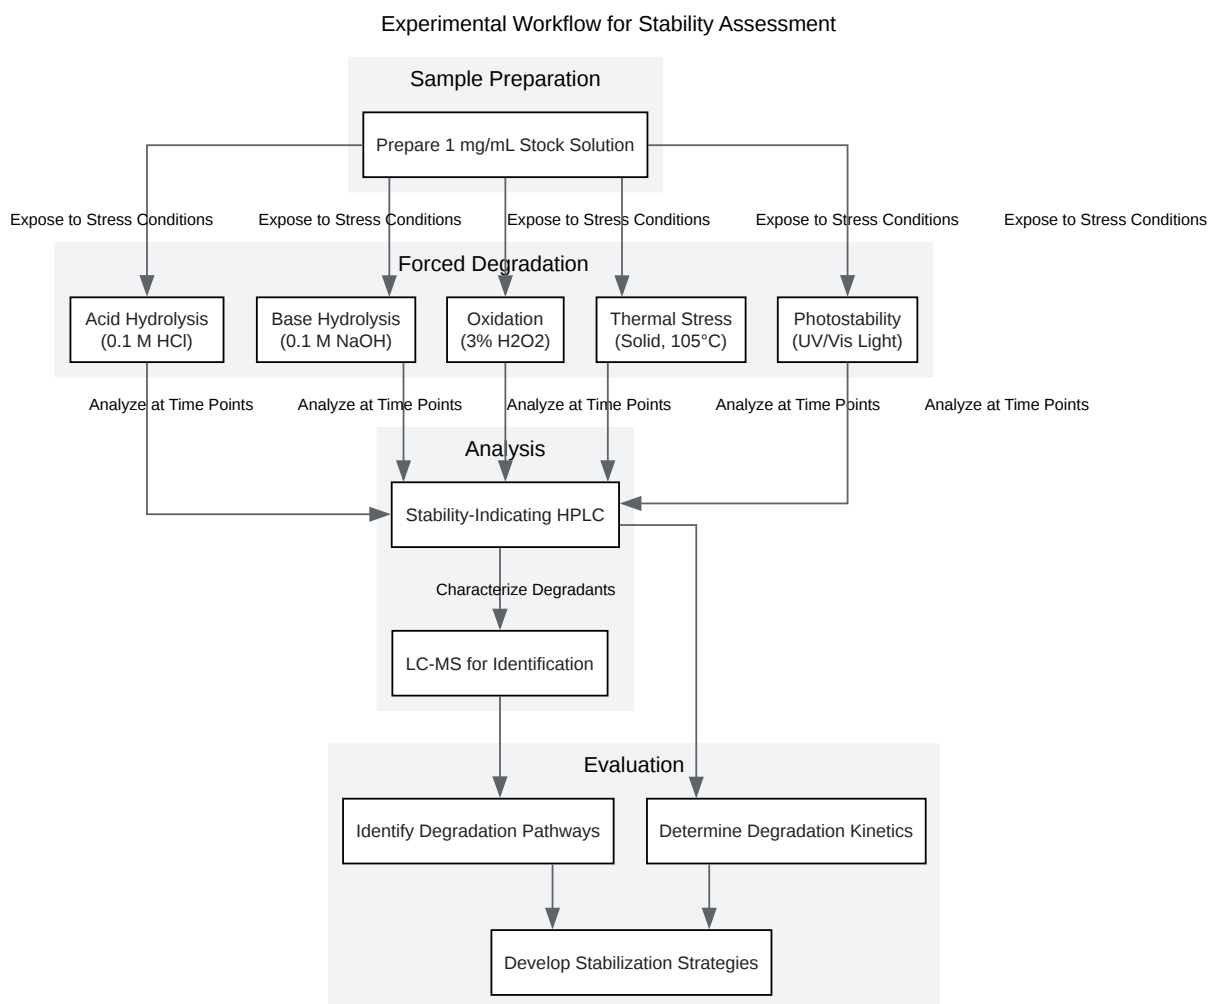 Experimental Workflow for Stability Assessment
Sample Preparation
Prepare 1 mg/mL Stock Solution
Expose to Stress Conditions
Expose to Stress Conditions
Expose to Stress Conditions
Expose to Stress Conditions
Expose to Stress Conditions
Forced Degradation
Acid Hydrolysis
(0.1 M HCl)
Base Hydrolysis
(0.1 M NaOH)
Oxidation
(3% H2O2)
Thermal Stress
(Solid, 105°C)
Photostability
(UV/Vis Light)
Analyze at Time Points
Analyze at Time Points
Analyze at Time Points
Analyze at Time Points
Analyze at Time Points
Analysis
Stability-Indicating HPLC
Characterize Degradants
LC-MS for Identification
Evaluation
Identify Degradation Pathways
Determine Degradation Kinetics
Develop Stabilization Strategies